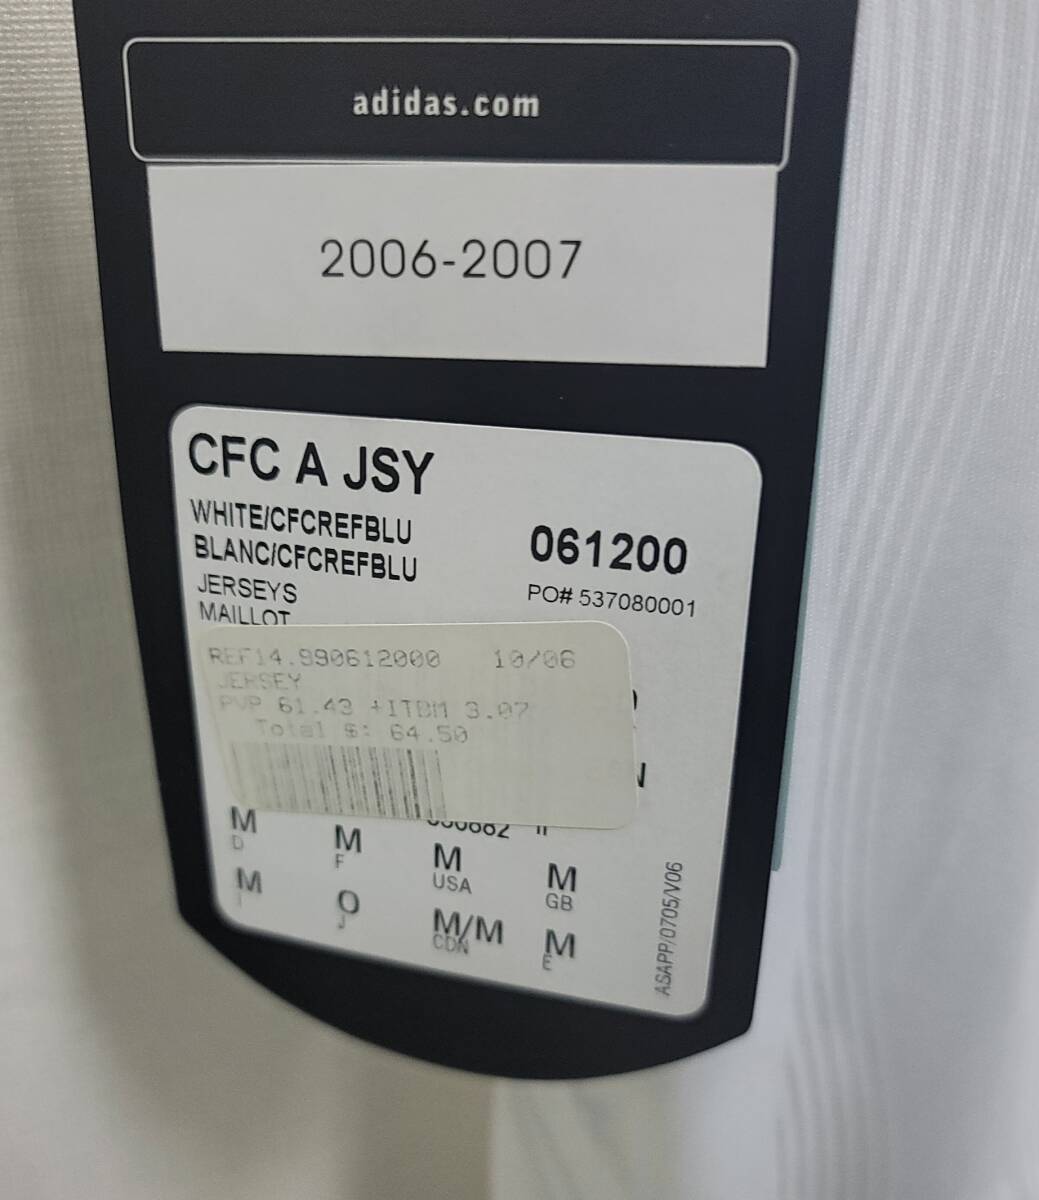 adidas.com
2006-2007
CFC A JSY
WHITE/CFCREFBLU
BLANC/CFCREFBLU
061200
JERSEYS
PO# 537080001
MAILLOT
REF14.990612000 10/06
JERSEY
PVP 61.43 +ITBM 3.07
Total $: 64.50
M M M M
D F USA GB
M O M/M M
I J CDN E
ASAPP/0705/V06